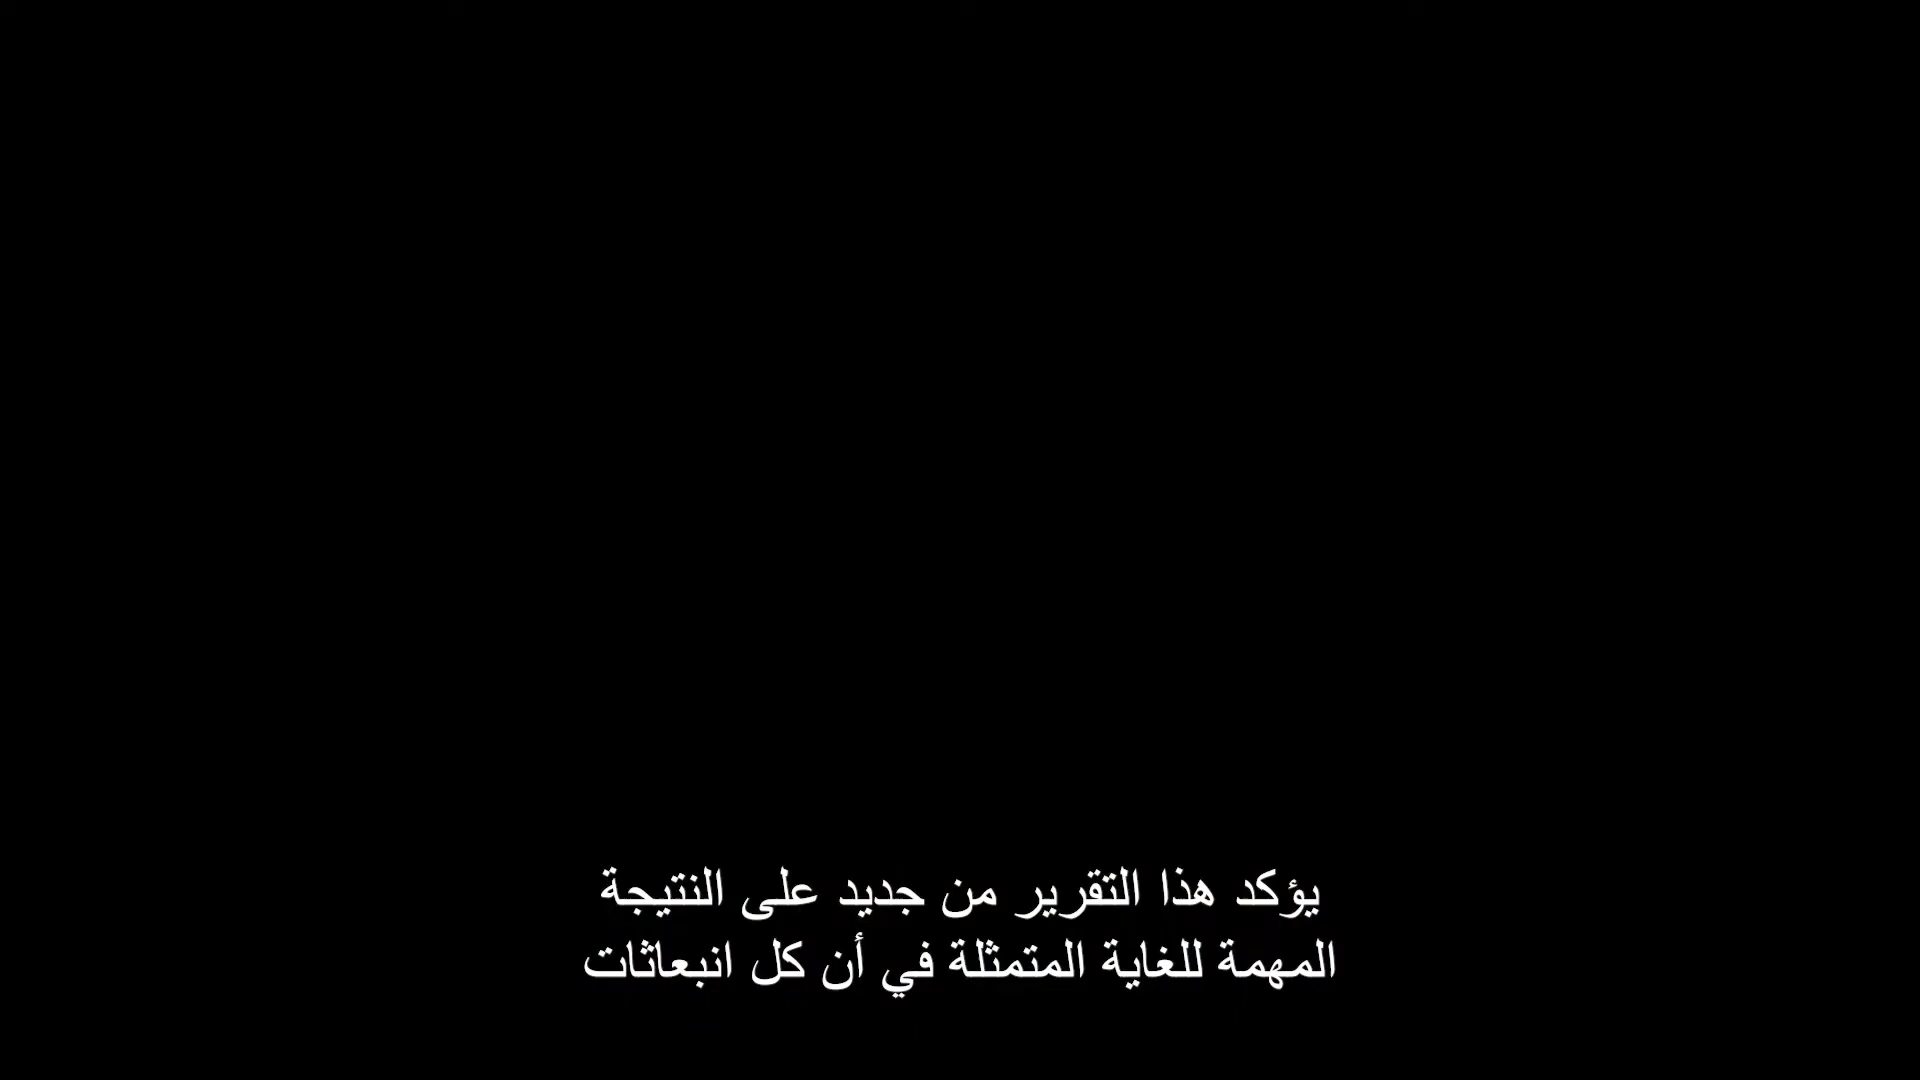 يؤكد هذا التقرير من جديد على النتيجة
المهمة للغاية المتمثلة في أن كل انبعاثات